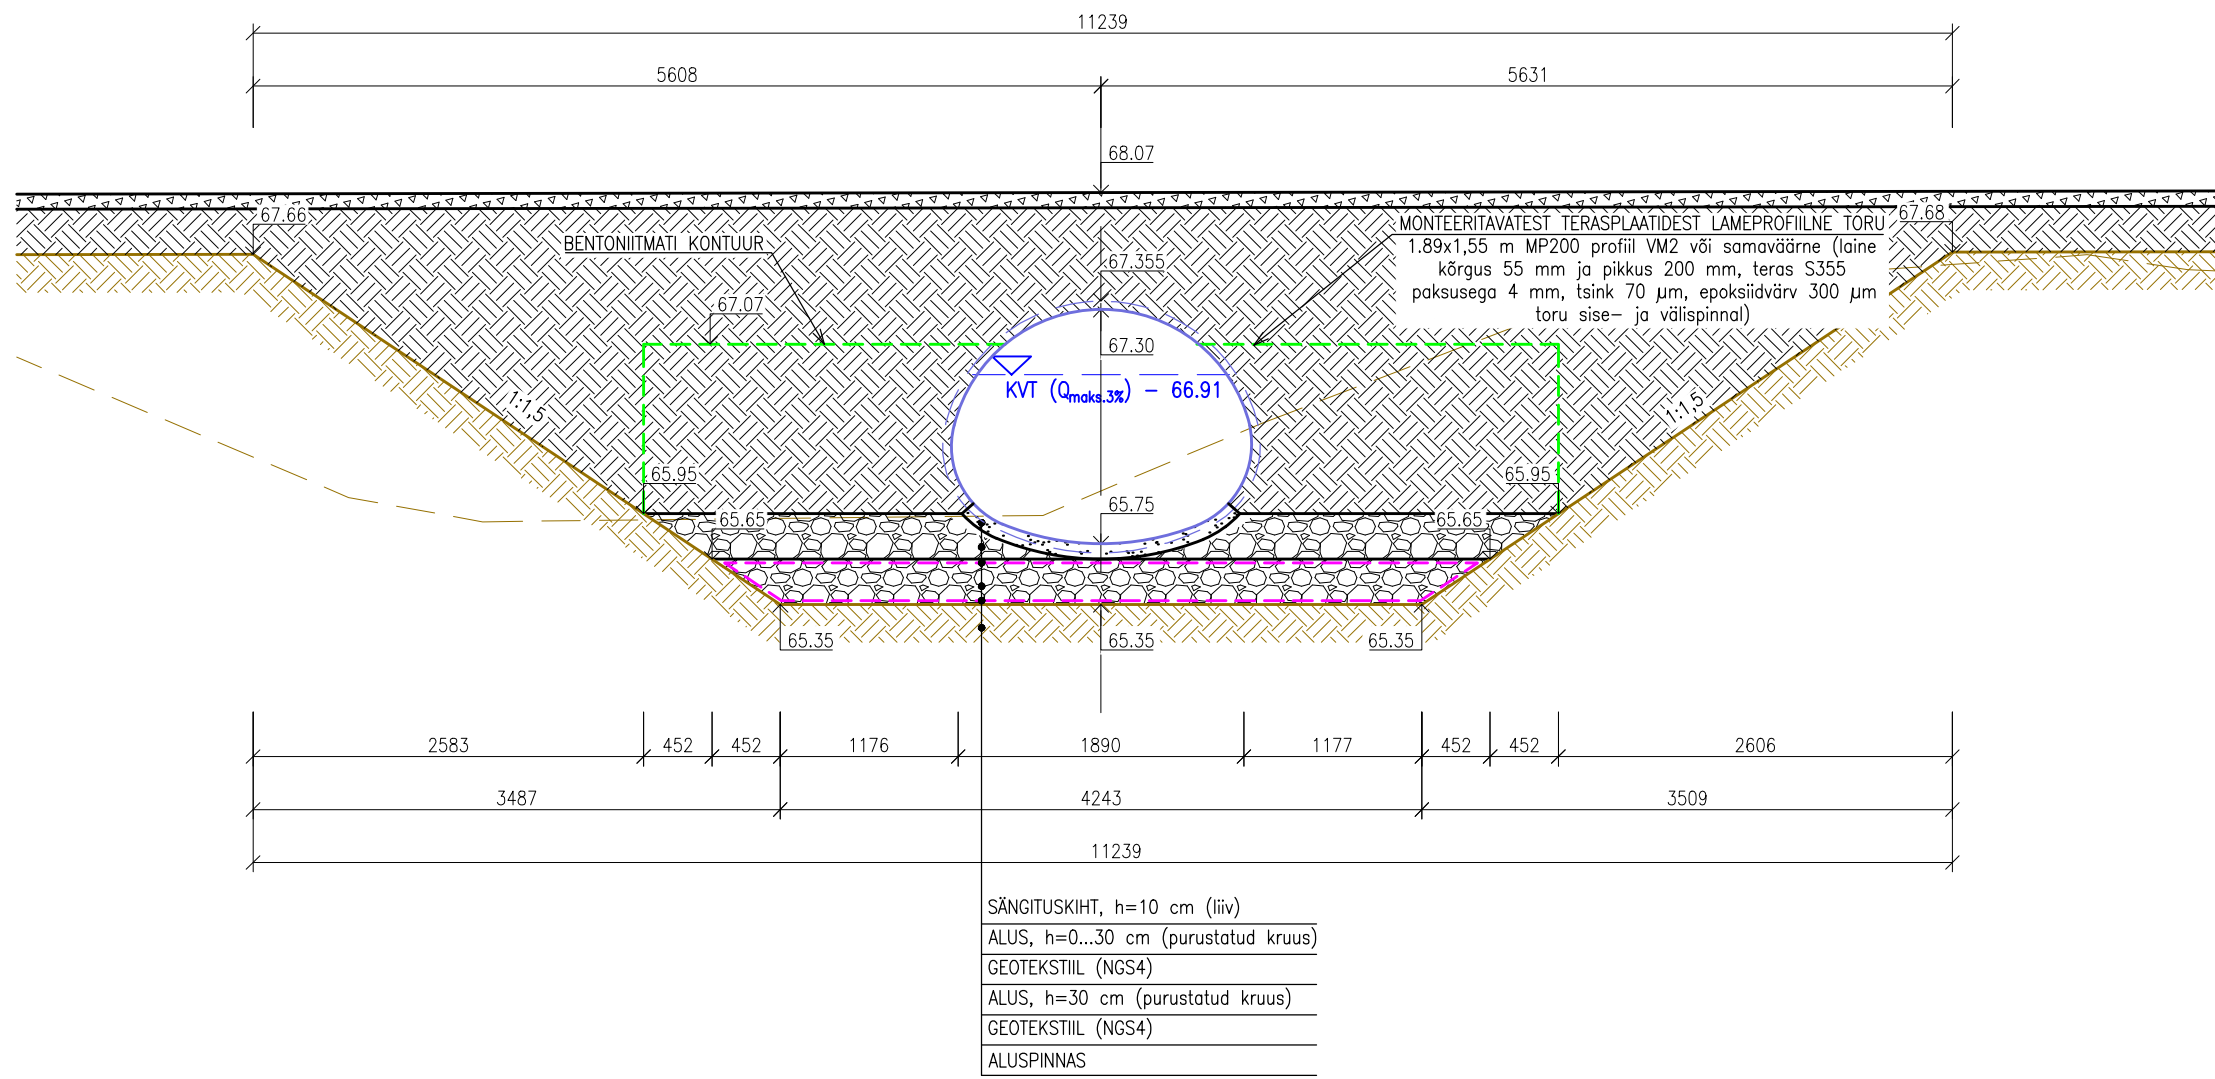 11239
5608
5631
68.07
67.66
67.68
MONTEERITAVATEST TERASPLAATIDEST LAMEPROFIILNE TORU
1.89x1,55 m MP200 profiil VM2 või samaväärne (laine
kõrgus 55 mm ja pikkus 200 mm, teras S355
paksusega 4 mm, tsink 70 µm, epoksiidvärv 300 µm
toru sise- ja välispinnal)
BENTONIITMATI KONTUUR
67.355
67.07
67.30
KVT (Qmaks.3%) - 66.91
1:1,5
1:1,5
65.95
65.95
65.75
65.65
65.65
65.35
65.35
65.35
2583
452
452
1176
1890
1177
452
452
2606
3487
4243
3509
11239
SÄNGITUSKIHT, h=10 cm (liiv)
ALUS, h=0...30 cm (purustatud kruus)
GEOTEKSTIIL (NGS4)
ALUS, h=30 cm (purustatud kruus)
GEOTEKSTIIL (NGS4)
ALUSPINNAS